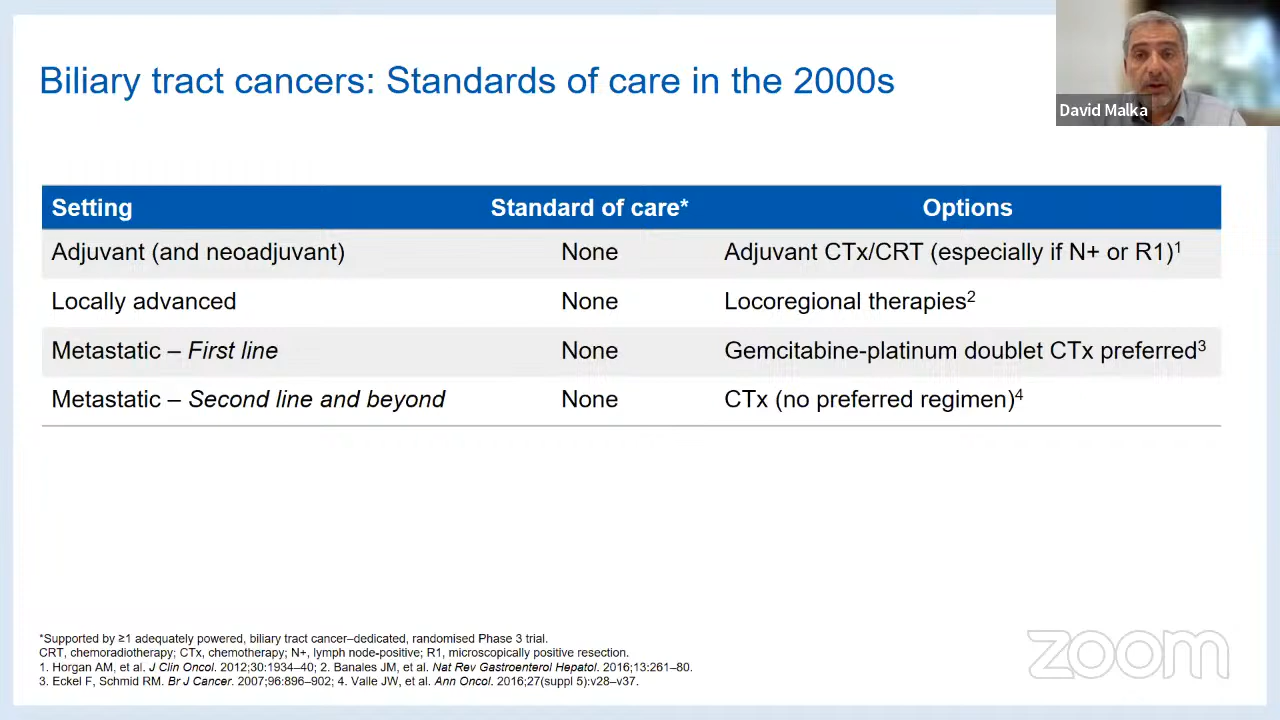 Biliary tract cancers: Standards of care in the 2000s
David Malka
Setting Standard of care* Options
Adjuvant (and neoadjuvant) None Adjuvant CTx/CRT (especially if N+ or R1)¹
Locally advanced None Locoregional therapies²
Metastatic – First line None Gemcitabine-platinum doublet CTx preferred³
Metastatic – Second line and beyond None CTx (no preferred regimen)⁴
*Supported by ≥1 adequately powered, biliary tract cancer–dedicated, randomised Phase 3 trial.
CRT, chemoradiotherapy; CTx, chemotherapy; N+, lymph node-positive; R1, microscopically positive resection.
1. Horgan AM, et al. J Clin Oncol. 2012;30:1934–40; 2. Banales JM, et al. Nat Rev Gastroenterol Hepatol. 2016;13:261–80.
3. Eckel F, Schmid RM. Br J Cancer. 2007;96:896–902; 4. Valle JW, et al. Ann Oncol. 2016;27(suppl 5):v28–v37.
zoom